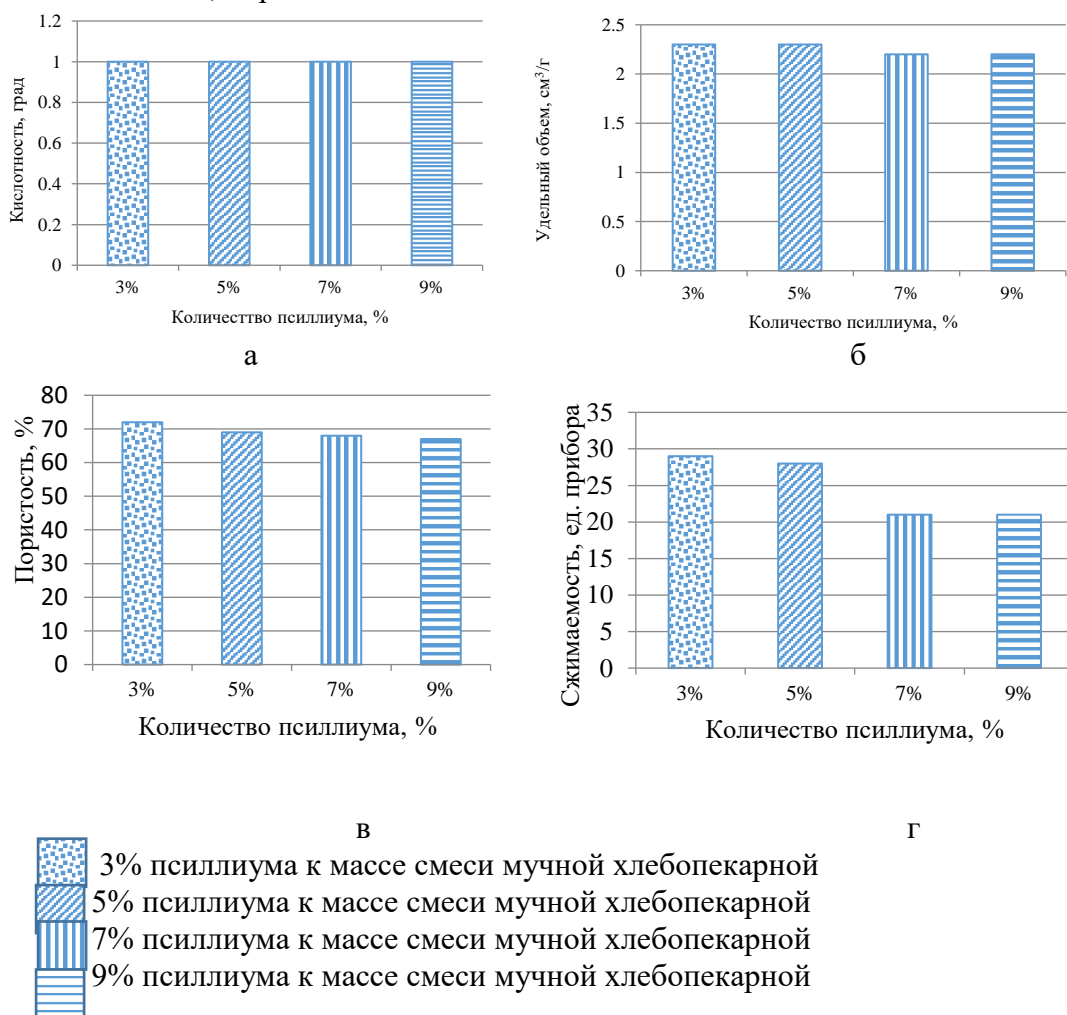 1.2
1
0.8
0.6
0.4
0.2
0
Кислотность, град
3% 5% 7% 9%
Количесттво псиллиума, %
а
2.5
2
1.5
1
0.5
0
Удельный объем, см³/г
3% 5% 7% 9%
Количество псиллиума, %
б
80
70
60
50
40
30
20
10
0
Пористость, %
3% 5% 7% 9%
Количество псиллиума, %
в
35
30
25
20
15
10
5
0
Сжимаемость, ед. прибора
3% 5% 7% 9%
Количество псиллиума, %
г
3% псиллиума к массе смеси мучной хлебопекарной
5% псиллиума к массе смеси мучной хлебопекарной
7% псиллиума к массе смеси мучной хлебопекарной
9% псиллиума к массе смеси мучной хлебопекарной